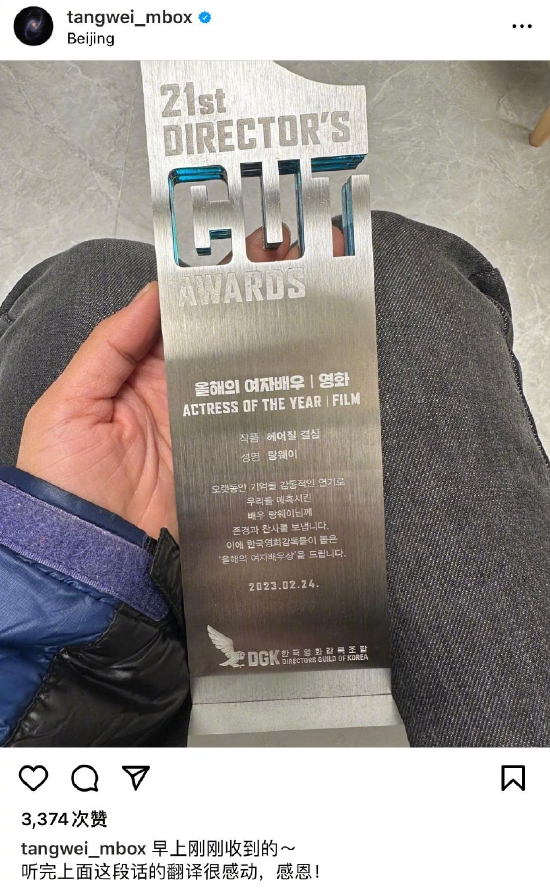 tangwei_mbox
Beijing
21st
DIRECTOR'S
CUT
AWARDS
올해의 여자배우 | 영화
ACTRESS OF THE YEAR | FILM
작품 헤어질 결심
성명 탕웨이
오랫동안 기억될 감동적인 연기로
우리를 매혹시킨
배우 탕웨이님께
존경과 찬사를 보냅니다.
이에 한국영화감독들이 뽑은
'올해의 여자배우상'을 드립니다.
2023.02.24.
DGK 한국영화감독조합
DIRECTORS GUILD OF KOREA
3,374次赞
tangwei_mbox 早上刚刚收到的～
听完上面这段话的翻译很感动，感恩！